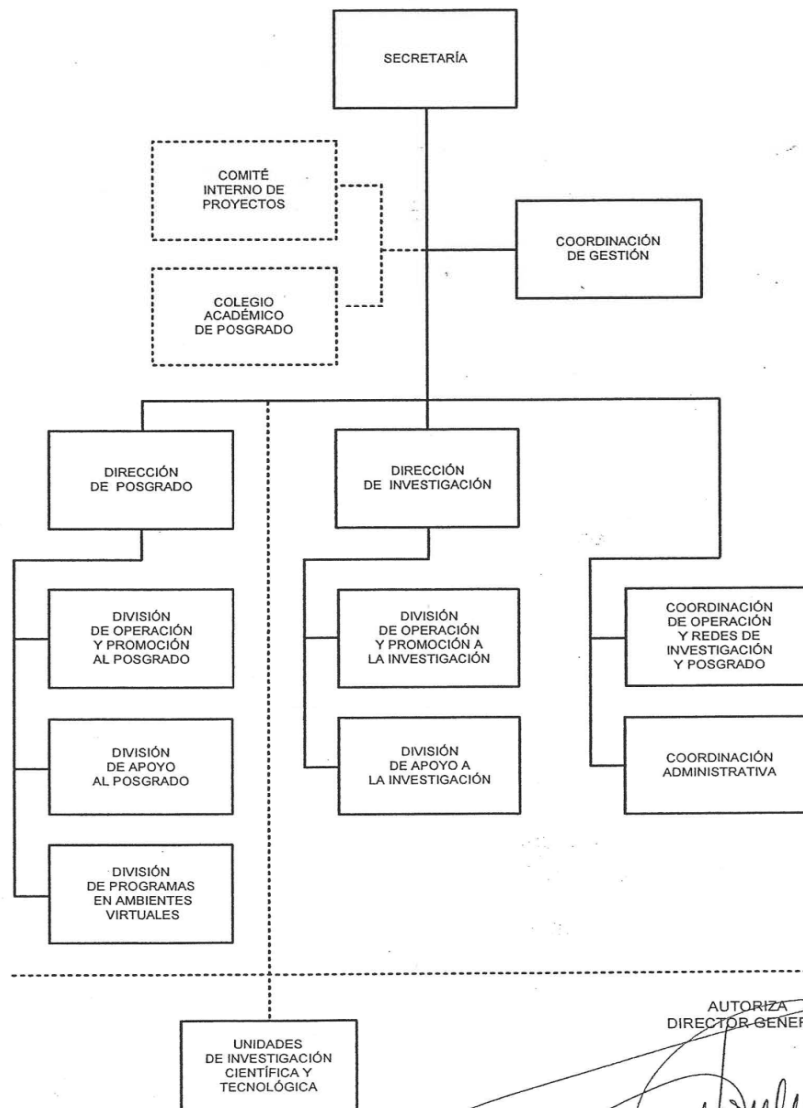 SECRETARÍA
COMITÉ
INTERNO DE
PROYECTOS
COORDINACIÓN
DE GESTIÓN
COLEGIO
ACADÉMICO
DE POSGRADO
DIRECCIÓN
DE POSGRADO
DIRECCIÓN
DE INVESTIGACIÓN
DIVISIÓN
DE OPERACIÓN
Y PROMOCIÓN
AL POSGRADO
DIVISIÓN
DE OPERACIÓN
Y PROMOCIÓN A
LA INVESTIGACIÓN
COORDINACIÓN
DE OPERACIÓN
Y REDES DE
INVESTIGACIÓN
Y POSGRADO
DIVISIÓN
DE APOYO
AL POSGRADO
DIVISIÓN
DE APOYO A
LA INVESTIGACIÓN
COORDINACIÓN
ADMINISTRATIVA
DIVISIÓN
DE PROGRAMAS
EN AMBIENTES
VIRTUALES
UNIDADES
DE INVESTIGACIÓN
CIENTÍFICA Y
TECNOLÓGICA
AUTORIZA
DIRECTOR GENER